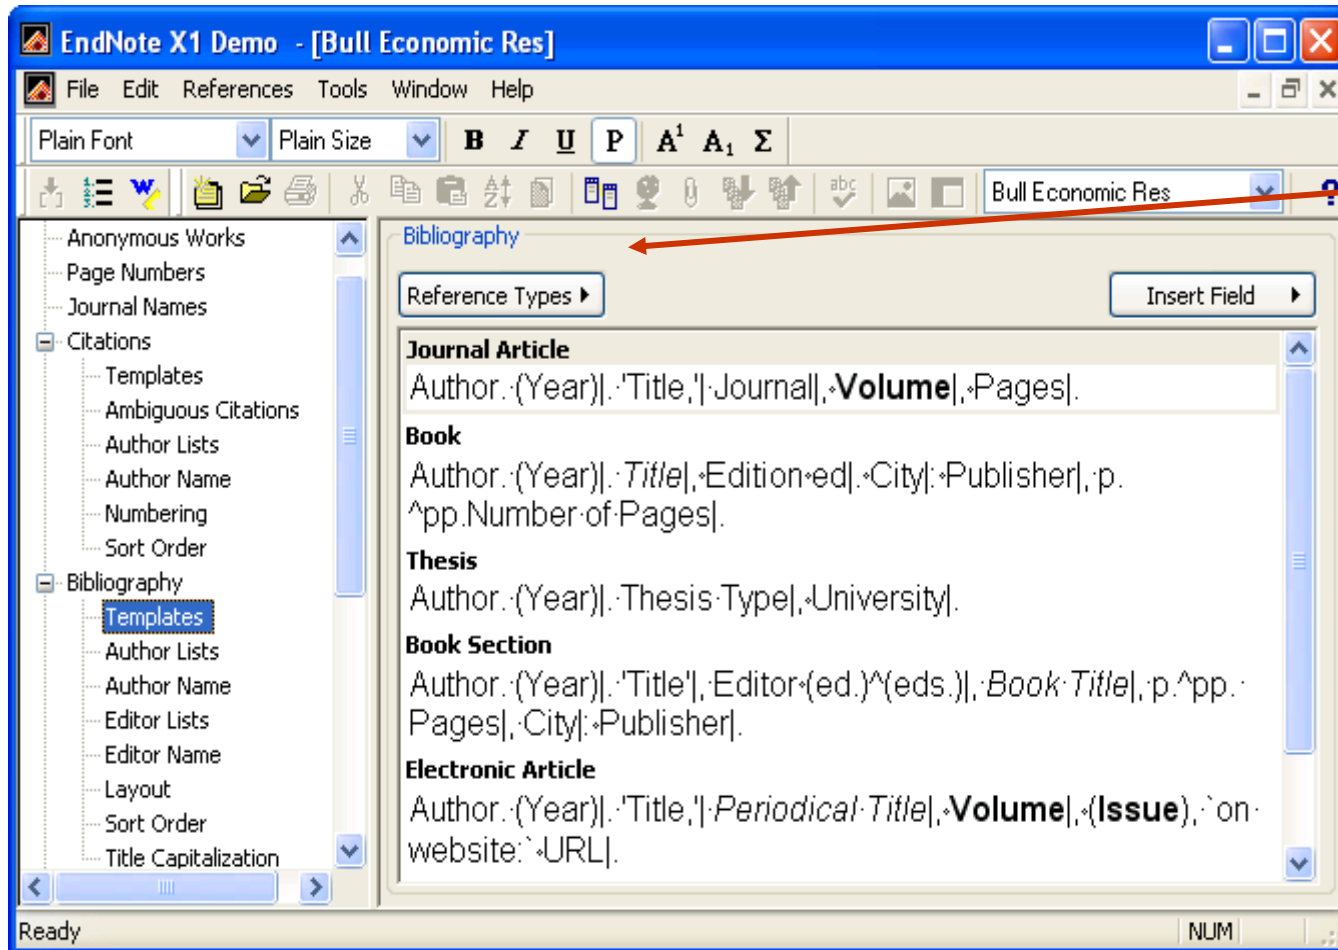 EndNote X1 Demo - [Bull Economic Res]
File Edit References Tools Window Help
Plain Font Plain Size B I U P A¹ A₁ Σ
Bull Economic Res ?
Anonymous Works
Page Numbers
Journal Names
Citations
Templates
Ambiguous Citations
Author Lists
Author Name
Numbering
Sort Order
Bibliography
Templates
Author Lists
Author Name
Editor Lists
Editor Name
Layout
Sort Order
Title Capitalization
Bibliography
Reference Types Insert Field
Journal Article
Author.·(Year)|.·'Title,'|·Journal|,·Volume|,·Pages|.
Book
Author.·(Year)|.·Title|,·Edition·ed|.·City|:·Publisher|,·p.
^pp.Number·of·Pages|.
Thesis
Author.·(Year)|.·Thesis·Type|,·University|.
Book Section
Author.·(Year)|.·'Title'|,·Editor·(ed.)^(eds.)|,·Book·Title|,·p.^pp.·
Pages|,·City|:·Publisher|.
Electronic Article
Author.·(Year)|.·'Title,'|·Periodical·Title|,·Volume|,·(Issue),·`on·
website:`·URL|.
Ready NUM